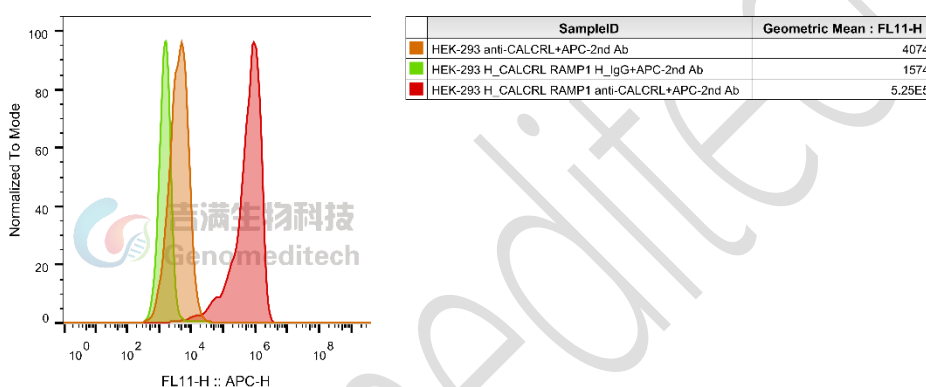 SampleID Geometric Mean : FL11-H
HEK-293 anti-CALCRL+APC-2nd Ab 4074
HEK-293 H_CALCRL RAMP1 H_IgG+APC-2nd Ab 1574
HEK-293 H_CALCRL RAMP1 anti-CALCRL+APC-2nd Ab 5.25E5
Normalized To Mode
100
80
60
40
20
0
10^0 10^2 10^4 10^6 10^8
FL11-H :: APC-H
吉满生物科技
Genomeditech